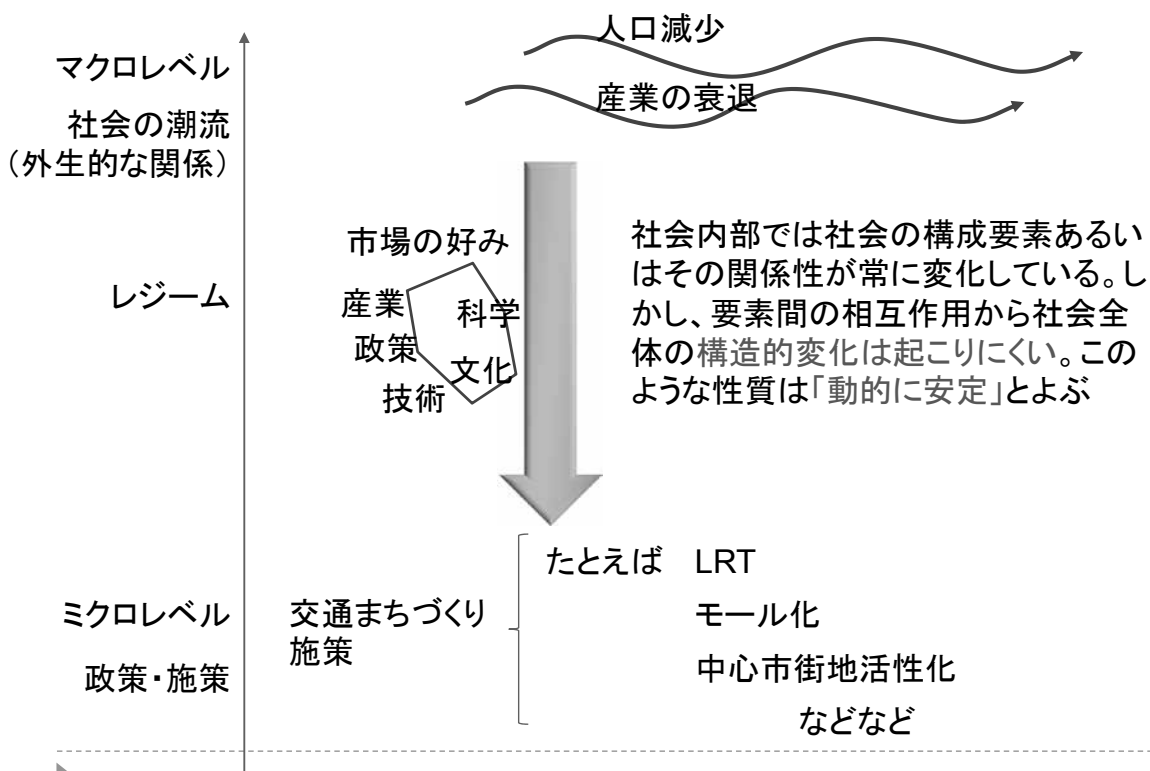 人口減少
マクロレベル
産業の衰退
社会の潮流
（外生的な関係）
市場の好み
産業
科学
レジーム
政策
文化
技術
社会内部では社会の構成要素あるい
はその関係性が常に変化している。し
かし、要素間の相互作用から社会全
体の構造的変化は起こりにくい。この
ような性質は「動的に安定」とよぶ
たとえば LRT
ミクロレベル
交通まちづくり
施策
モール化
政策・施策
中心市街地活性化
などなど